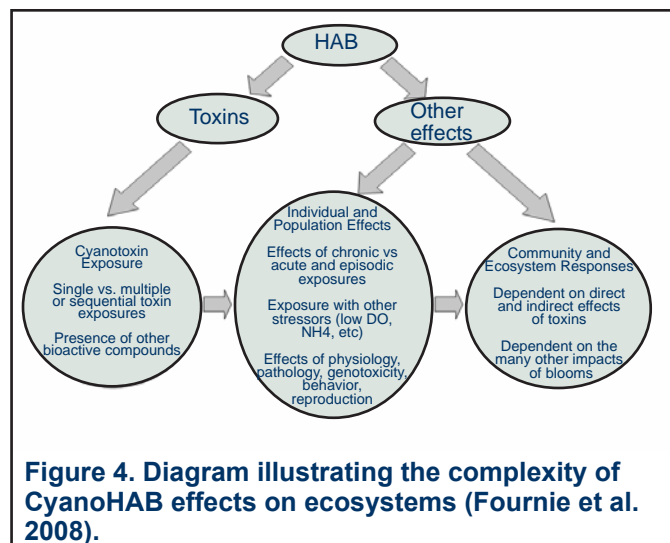 HAB
Toxins
Other
effects
Cyanotoxin
Exposure
Single vs. multiple
or sequential toxin
exposures
Presence of other
bioactive compounds
Individual and
Population Effects
Effects of chronic vs
acute and episodic
exposures
Exposure with other
stressors (low DO,
NH4, etc)
Effects of physiology,
pathology, genotoxicity,
behavior,
reproduction
Community and
Ecosystem Responses
Dependent on direct
and indirect effects
of toxins
Dependent on the
many other impacts
of blooms
Figure 4. Diagram illustrating the complexity of
CyanoHAB effects on ecosystems (Fournie et al.
2008).